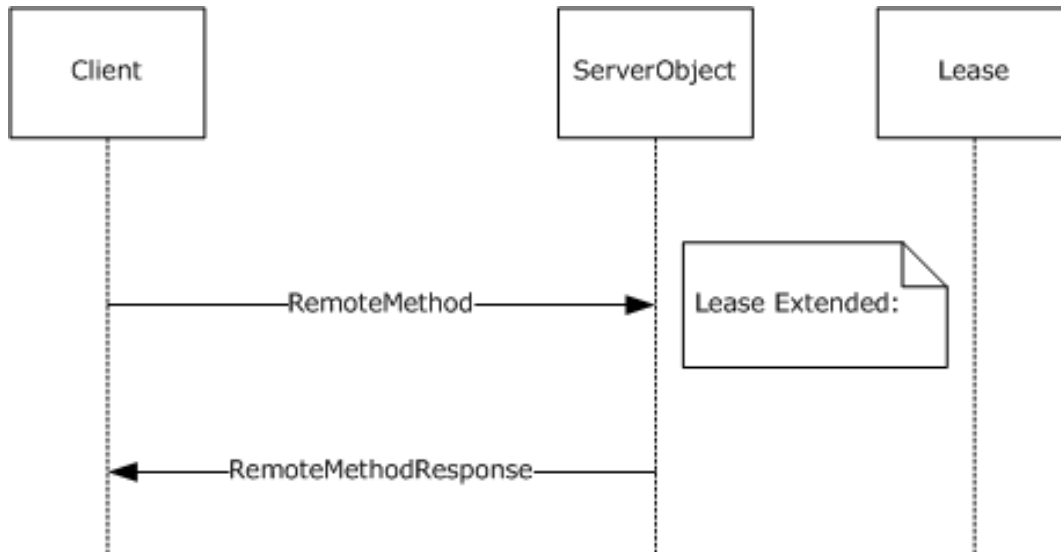 Client
ServerObject
Lease
RemoteMethod
Lease Extended:
RemoteMethodResponse